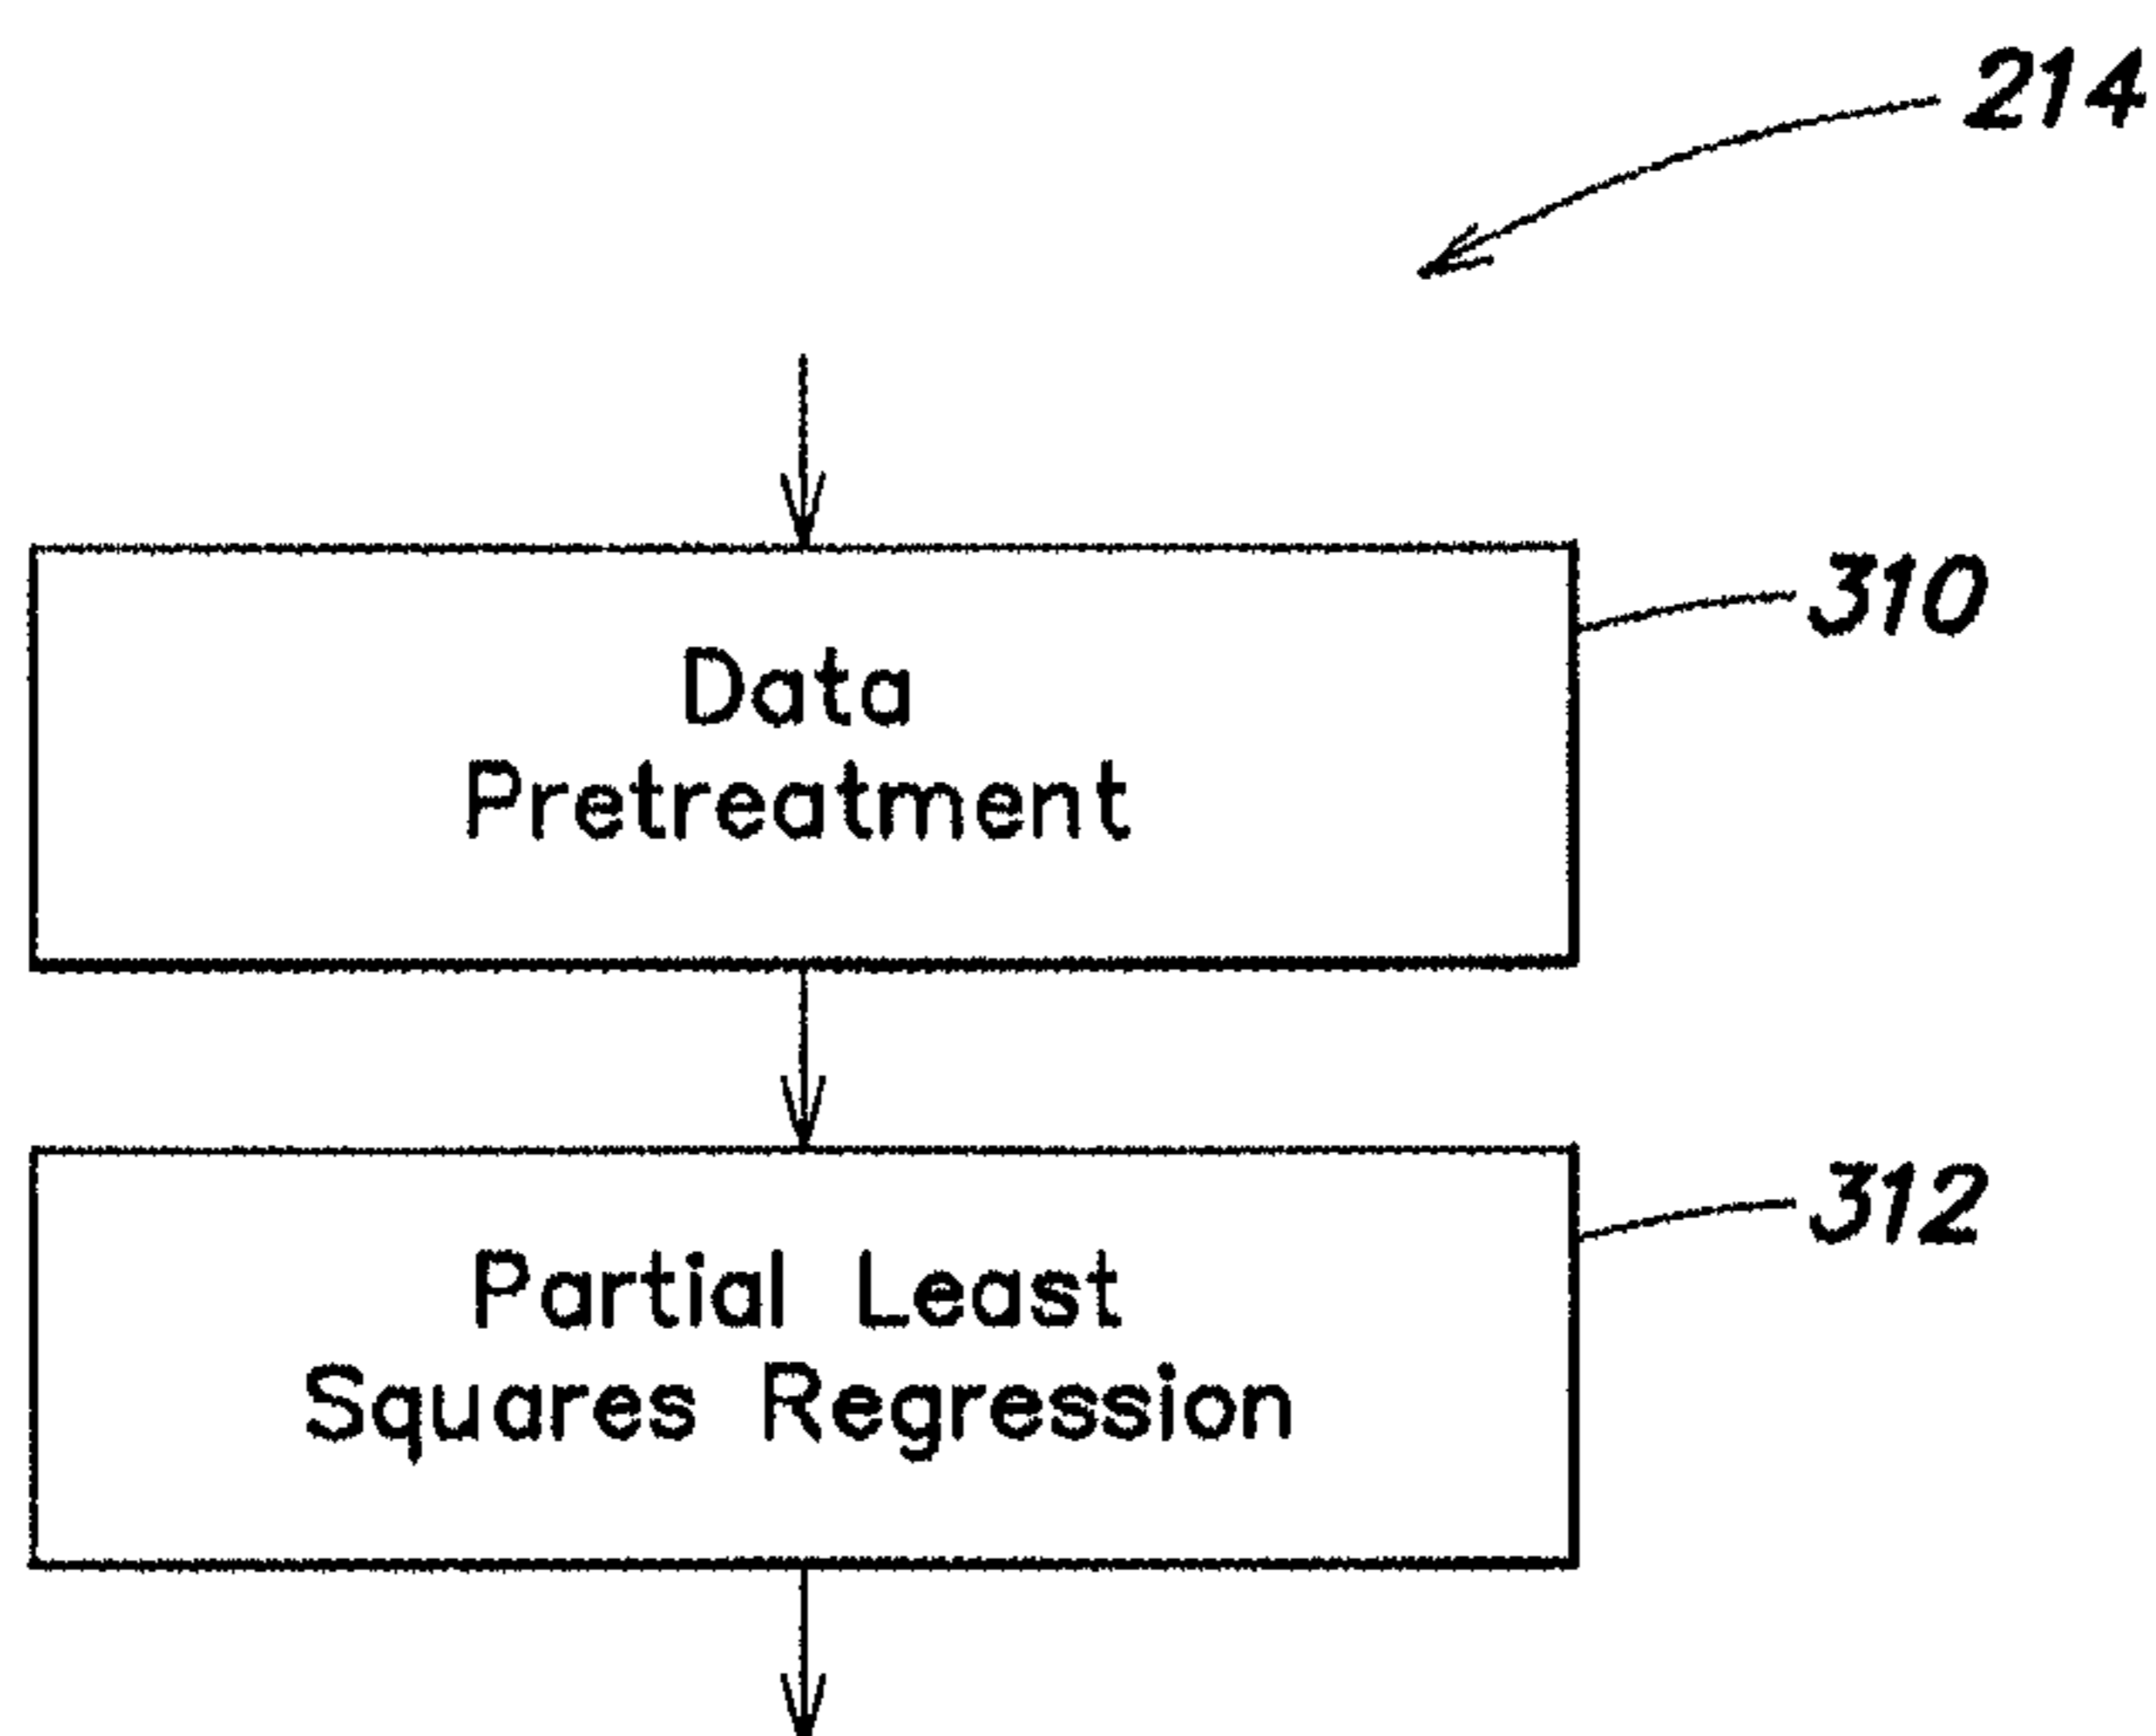 214
310
Data
Pretreatment
312
Partial Least
Squares Regression